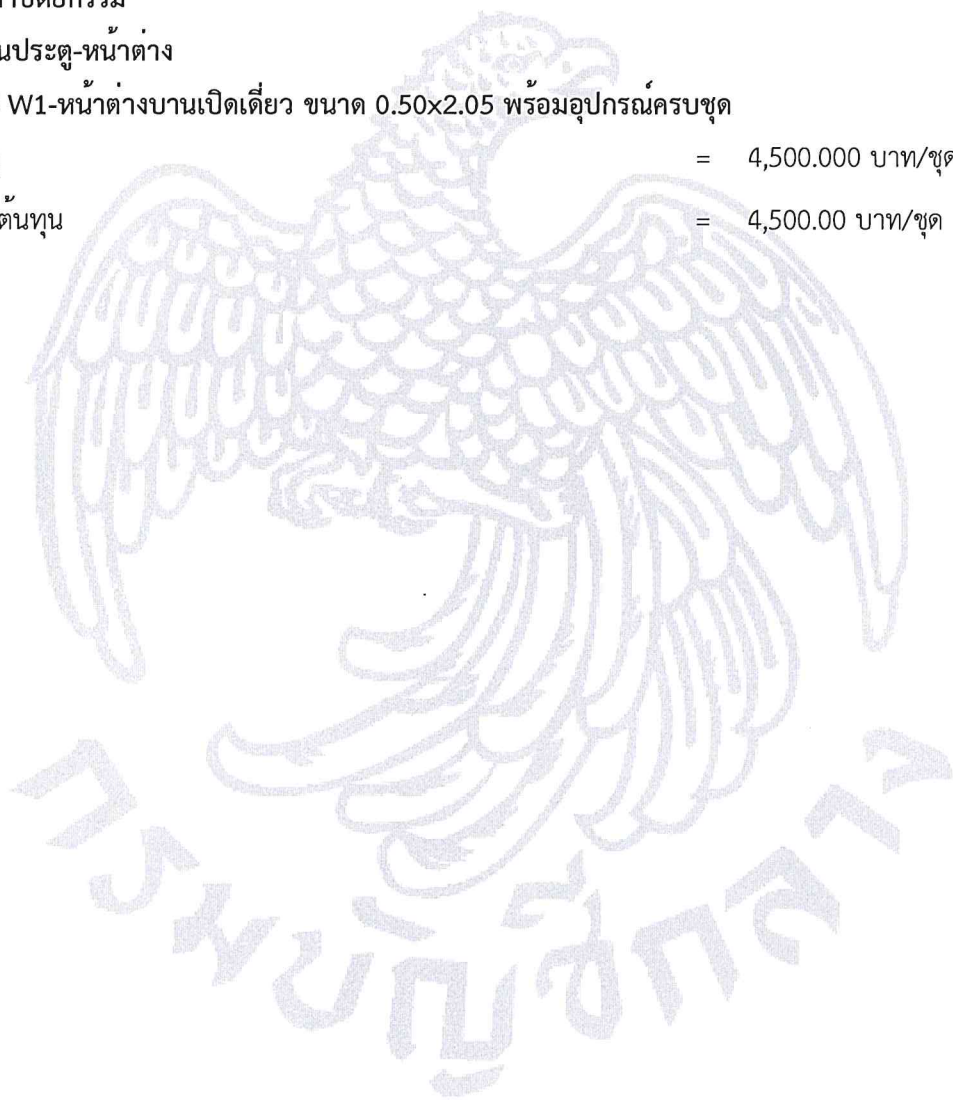 นประตู-หน้าต่าง
W1-หน้าต่างบานเปิดเดี่ยว ขนาด 0.50x2.05 พร้อมอุปกรณ์ครบชุด
= 4,500.000 บาท/ชุด
ต้นทุน = 4,500.00 บาท/ชุด
กรมบัญชีกลาง